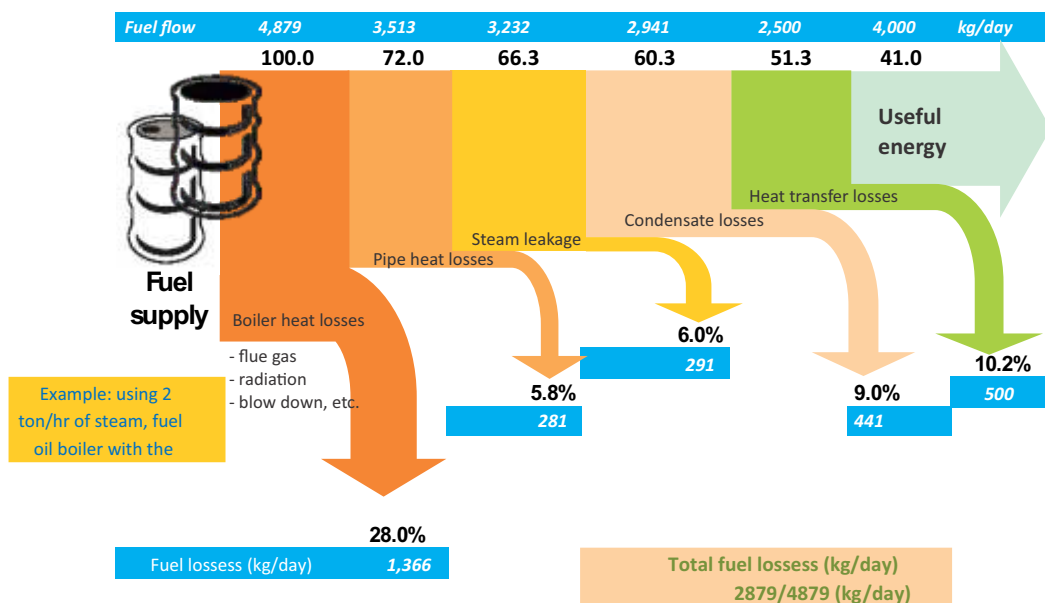 Fuel flow 4,879 3,513 3,232 2,941 2,500 4,000 kg/day
100.0 72.0 66.3 60.3 51.3 41.0
Useful
energy
Heat transfer losses
Condensate losses
Steam leakage
Pipe heat losses
Fuel
supply
Boiler heat losses
- flue gas
- radiation
- blow down, etc.
6.0%
291
10.2%
500
5.8%
281
9.0%
441
Example: using 2
ton/hr of steam, fuel
oil boiler with the
28.0%
Fuel lossess (kg/day) 1,366
Total fuel lossess (kg/day)
2879/4879 (kg/day)